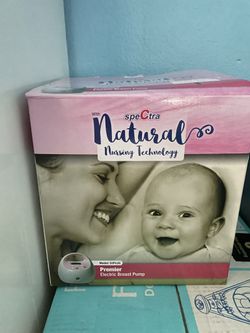 speCtra
Natural
Nursing Technology
Premier
Electric Breast Pump